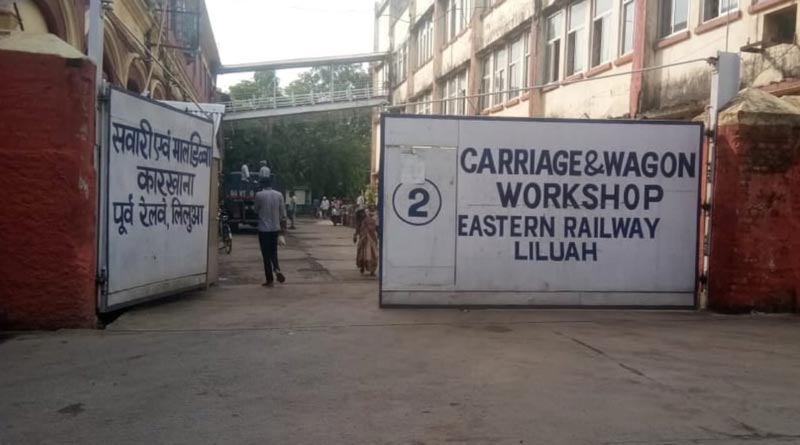 सवारी एवं मालडिब्बा
कारखाना
पूर्व रेलवे, लिलुआ
2
CARRIAGE&WAGON
WORKSHOP
EASTERN RAILWAY
LILUAH